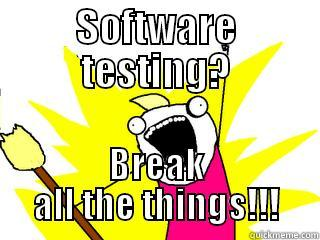 Software
testing?
Break
all the things!!!
quickmeme.com